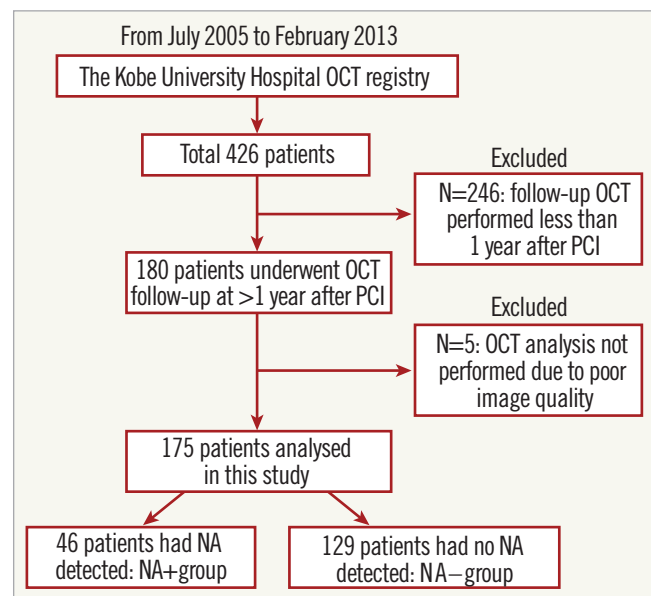 From July 2005 to February 2013
The Kobe University Hospital OCT registry
Total 426 patients
Excluded
N=246: follow-up OCT
performed less than
1 year after PCI
180 patients underwent OCT
follow-up at >1 year after PCI
Excluded
N=5: OCT analysis not
performed due to poor
image quality
175 patients analysed
in this study
46 patients had NA
detected: NA+group
129 patients had no NA
detected: NA−group